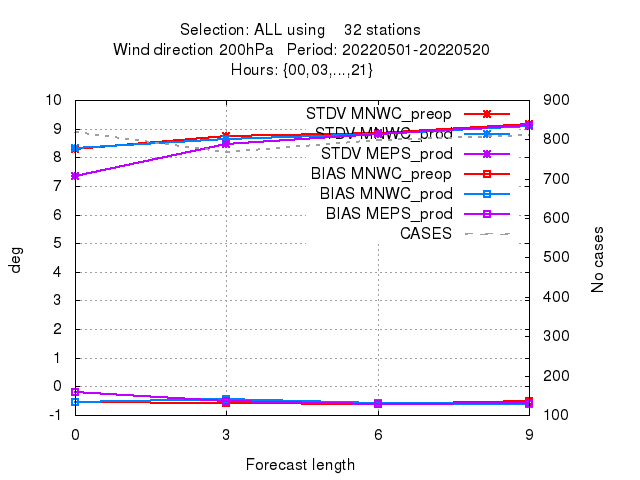 Selection: ALL using 32 stations
Wind direction 200hPa Period: 20220501-20220520
Hours: {00,03,...,21}
10 900
STDV MNWC_preop
9 800
STDV MNWC_prod
8
STDV MEPS_prod
7 700
BIAS MNWC_preop
BIAS MNWC_prod
6 600
BIAS MEPS_prod
CASES
5 500
4 400
3
2 300
1 200
0
-1 100
deg
No cases
0 3 6 9
Forecast length